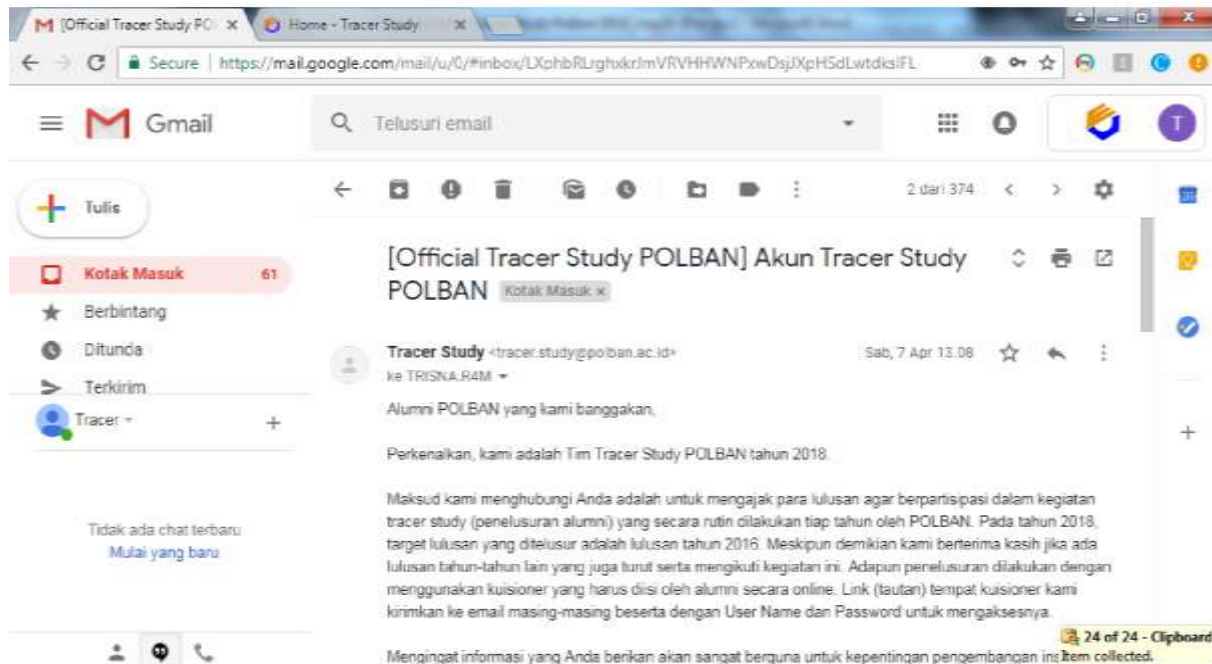 [Official Tracer Study PO
Home - Tracer Study
Secure | https://mail.google.com/mail/u/0/#inbox/
Gmail
Telusuri email
T
Tulis
2 dari 374
Kotak Masuk 61
Berbintang
Ditunda
Terkirim
Tracer
Tidak ada chat terbaru
Mulai yang baru
[Official Tracer Study POLBAN] Akun Tracer Study
POLBAN Kotak Masuk x
Tracer Study <tracer.study@polban.ac.id> Sab, 7 Apr 13.08
ke TRISNA.R4M
Alumni POLBAN yang kami banggakan,
Perkenalkan, kami adalah Tim Tracer Study POLBAN tahun 2018.
Maksud kami menghubungi Anda adalah untuk mengajak para lulusan agar berpartisipasi dalam kegiatan
tracer study (penelusuran alumni) yang secara rutin dilakukan tiap tahun oleh POLBAN. Pada tahun 2018,
target lulusan yang ditelusur adalah lulusan tahun 2016. Meskipun demikian kami berterima kasih jika ada
lulusan tahun-tahun lain yang juga turut serta mengikuti kegiatan ini. Adapun penelusuran dilakukan dengan
menggunakan kuisioner yang harus diisi oleh alumni secara online. Link (tautan) tempat kuisioner kami
kirimkan ke email masing-masing beserta dengan User Name dan Password untuk mengaksesnya.
Mengingat informasi yang Anda berikan akan sangat berguna untuk kepentingan pengembangan ins
24 of 24 - Clipboard
Item collected.